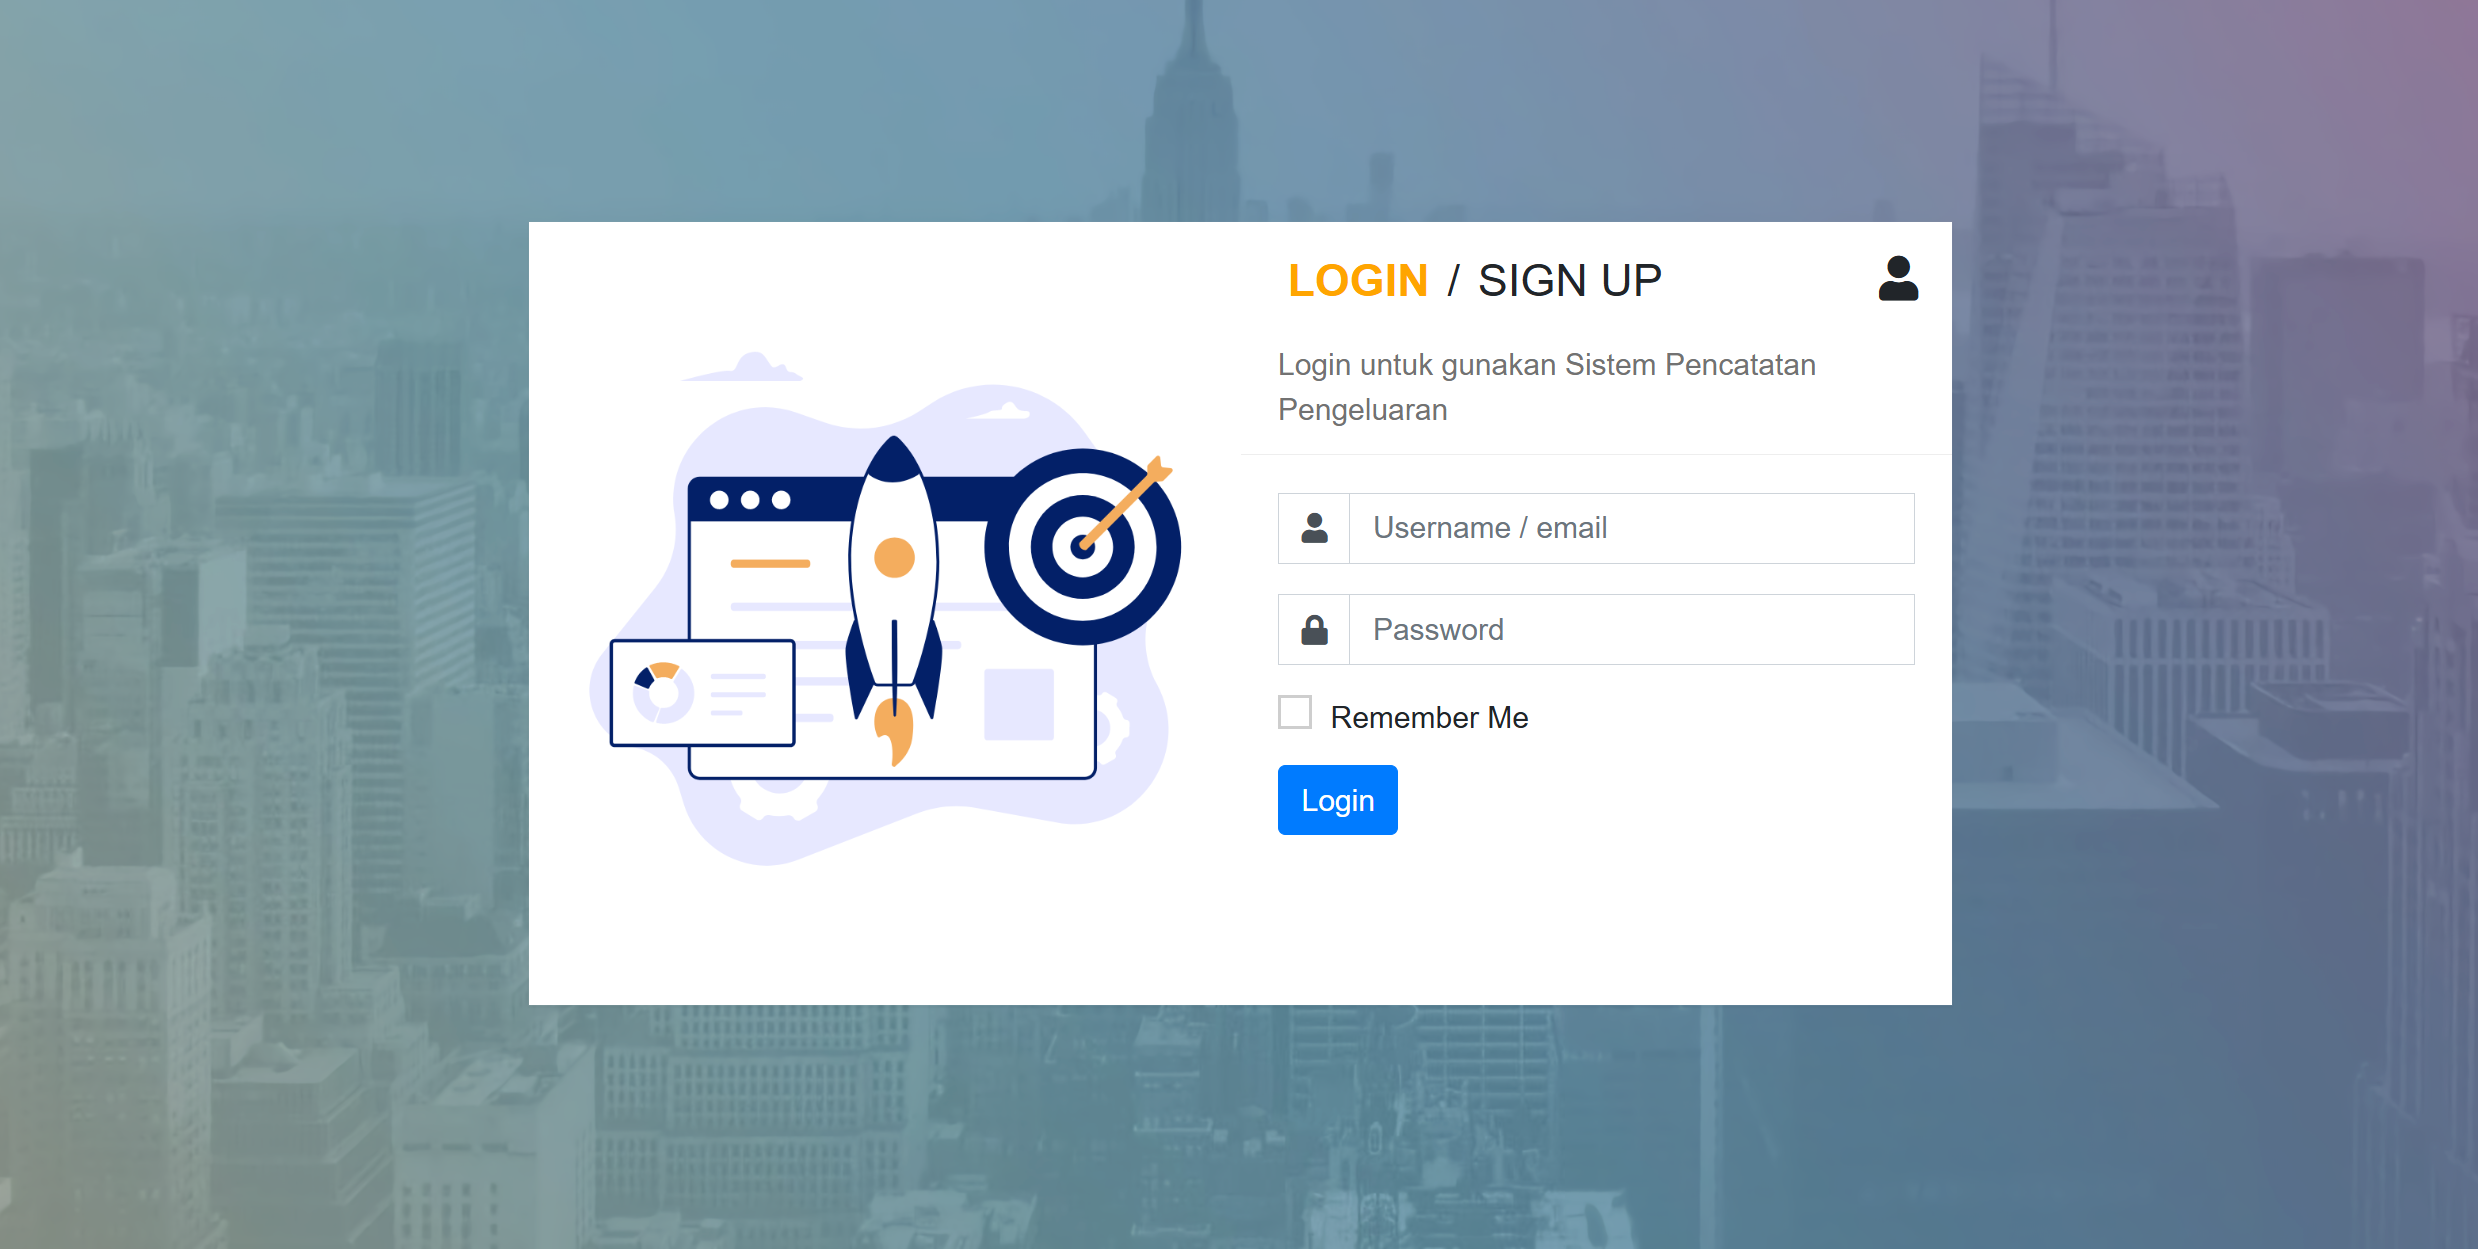 LOGIN / SIGN UP
Login untuk gunakan Sistem Pencatatan
Pengeluaran
Username / email
Password
Remember Me
Login